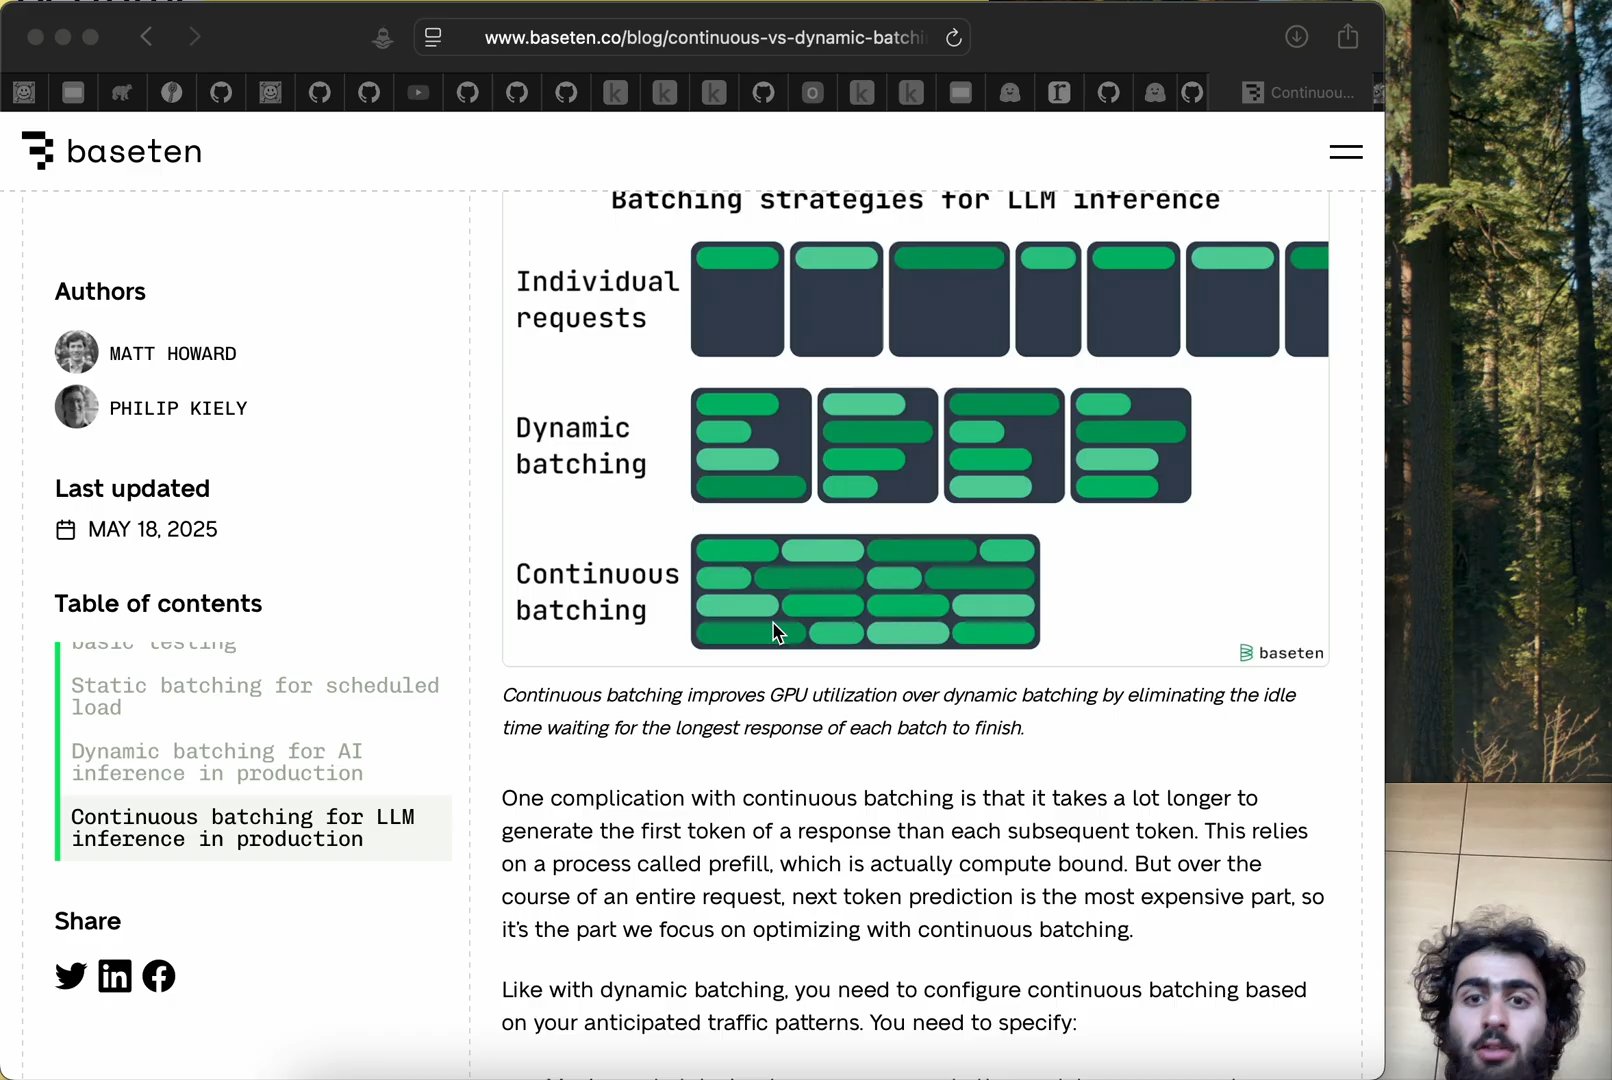 www.baseten.co/blog/continuous-vs-dynamic-batchi
Continuou...
baseten
Authors
MATT HOWARD
PHILIP KIELY
Last updated
MAY 18, 2025
Table of contents
basic testing
Static batching for scheduled
load
Dynamic batching for AI
inference in production
Continuous batching for LLM
inference in production
Share
Batching strategies for LLM inference
Individual
requests
Dynamic
batching
Continuous
batching
baseten
Continuous batching improves GPU utilization over dynamic batching by eliminating the idle
time waiting for the longest response of each batch to finish.
One complication with continuous batching is that it takes a lot longer to
generate the first token of a response than each subsequent token. This relies
on a process called prefill, which is actually compute bound. But over the
course of an entire request, next token prediction is the most expensive part, so
it's the part we focus on optimizing with continuous batching.
Like with dynamic batching, you need to configure continuous batching based
on your anticipated traffic patterns. You need to specify: